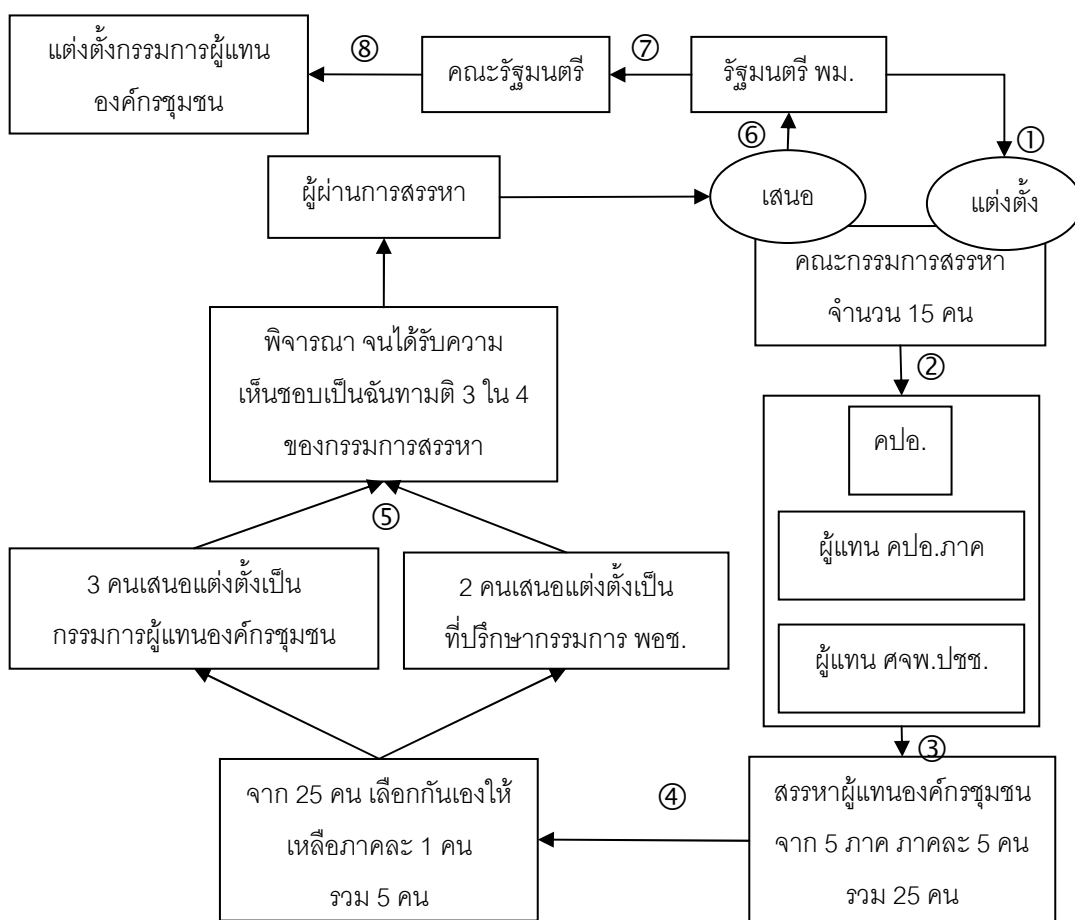 แต่งตั้งกรรมการผู้แทน
องค์กรชุมชน
⑧
คณะรัฐมนตรี
⑦
รัฐมนตรี พม.
⑥
①
ผู้ผ่านการสรรหา
เสนอ
แต่งตั้ง
คณะกรรมการสรรหา
จำนวน 15 คน
②
พิจารณา จนได้รับความ
เห็นชอบเป็นฉันทามติ 3 ใน 4
ของกรรมการสรรหา
คปอ.
ผู้แทน คปอ.ภาค
ผู้แทน ศจพ.ปชช.
⑤
3 คนเสนอแต่งตั้งเป็น
กรรมการผู้แทนองค์กรชุมชน
2 คนเสนอแต่งตั้งเป็น
ที่ปรึกษากรรมการ พอช.
③
จาก 25 คน เลือกกันเองให้
เหลือภาคละ 1 คน
รวม 5 คน
④
สรรหาผู้แทนองค์กรชุมชน
จาก 5 ภาค ภาคละ 5 คน
รวม 25 คน